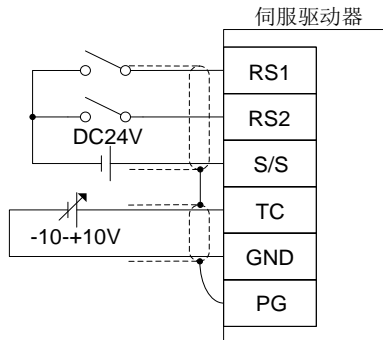 伺服驱动器
RS1
RS2
DC24V
S/S
TC
-10-+10V
GND
PG